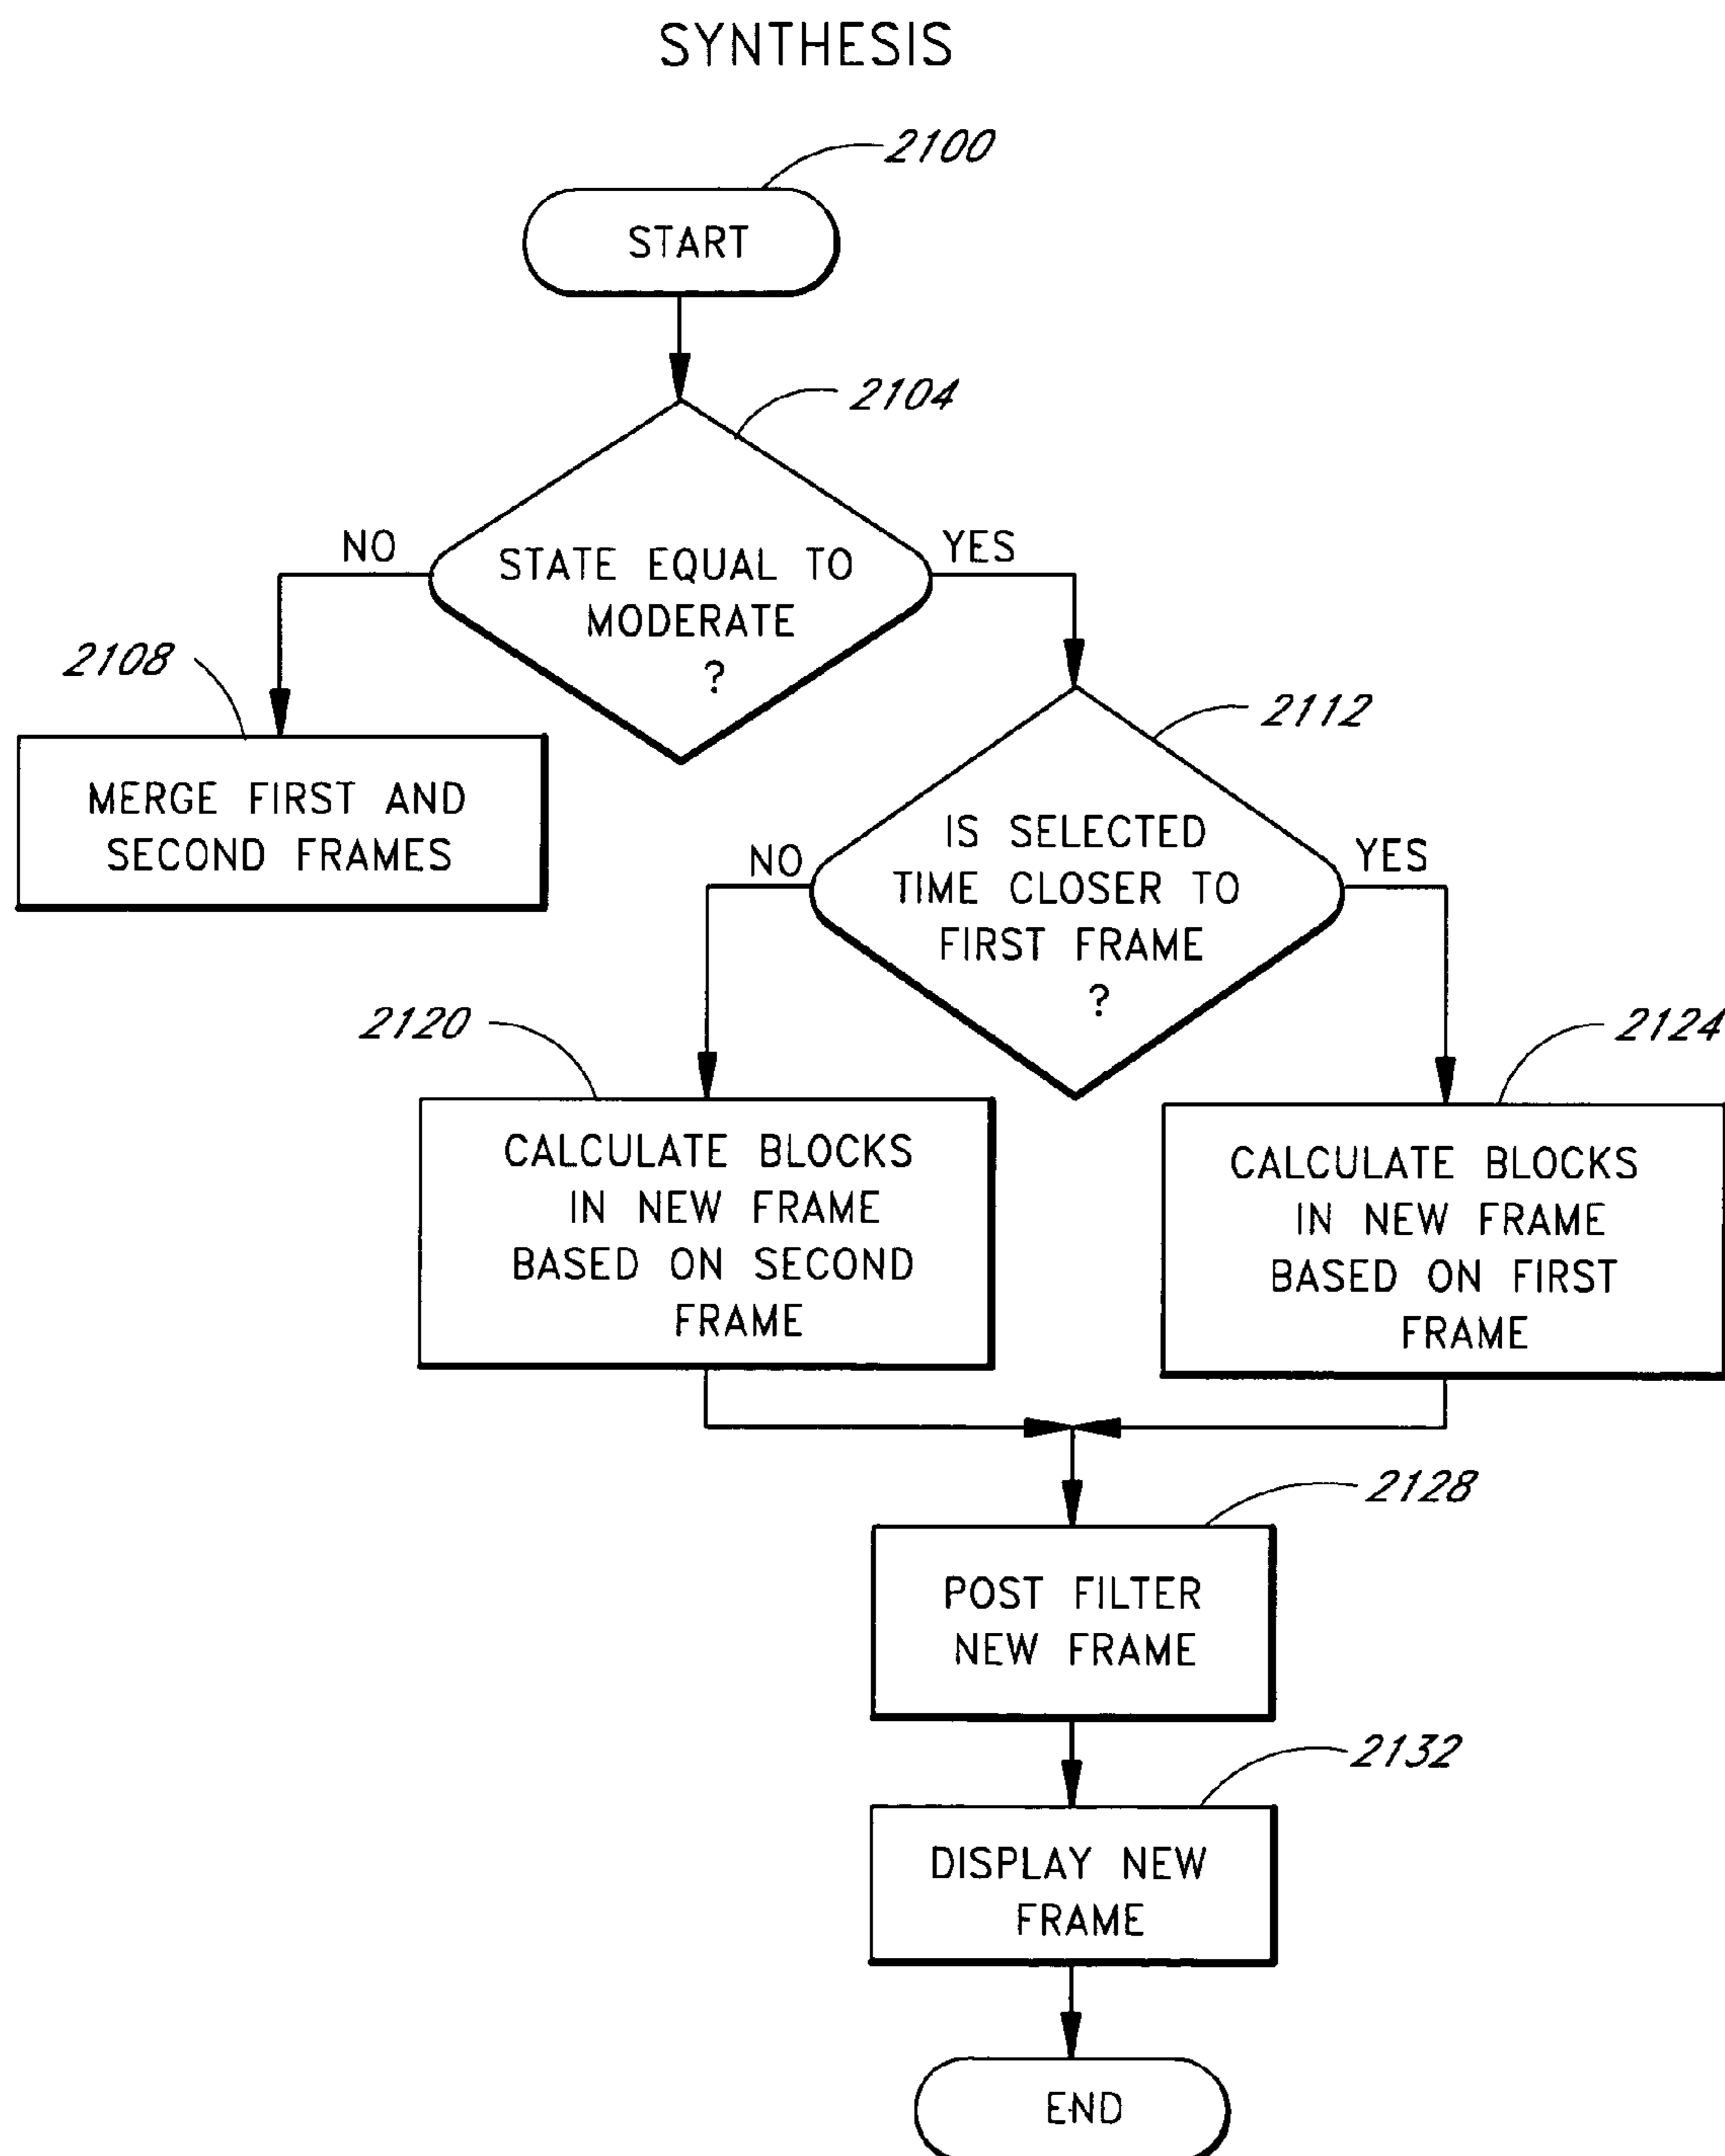 SYNTHESIS
2100
START
2104
STATE EQUAL TO
MODERATE
?
NO
YES
2108
MERGE FIRST AND
SECOND FRAMES
2112
IS SELECTED
TIME CLOSER TO
FIRST FRAME
?
NO
YES
2120
CALCULATE BLOCKS
IN NEW FRAME
BASED ON SECOND
FRAME
2124
CALCULATE BLOCKS
IN NEW FRAME
BASED ON FIRST
FRAME
2128
POST FILTER
NEW FRAME
2132
DISPLAY NEW
FRAME
END